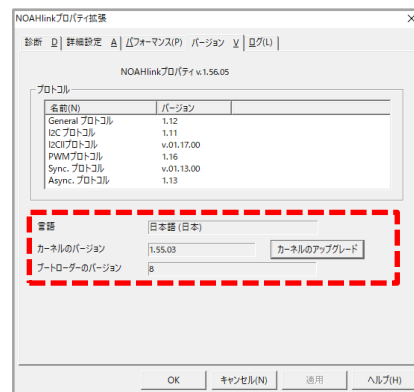 NOAHlinkプロパティ拡張
診断 D 詳細設定 A パフォーマンス(P) バージョン V ログ(L)
NOAHlinkプロパティ v.1.56.05
プロトコル
名前(N) バージョン
General プロトコル 1.12
I2C プロトコル 1.11
I2CIIプロトコル v.01.17.00
PWMプロトコル 1.16
Sync. プロトコル v.01.13.00
Async. プロトコル 1.13
言語 日本語 (日本)
カーネルのバージョン 1.55.03 カーネルのアップグレード
ブートローダーのバージョン 8
OK キャンセル(N) 適用 ヘルプ(H)